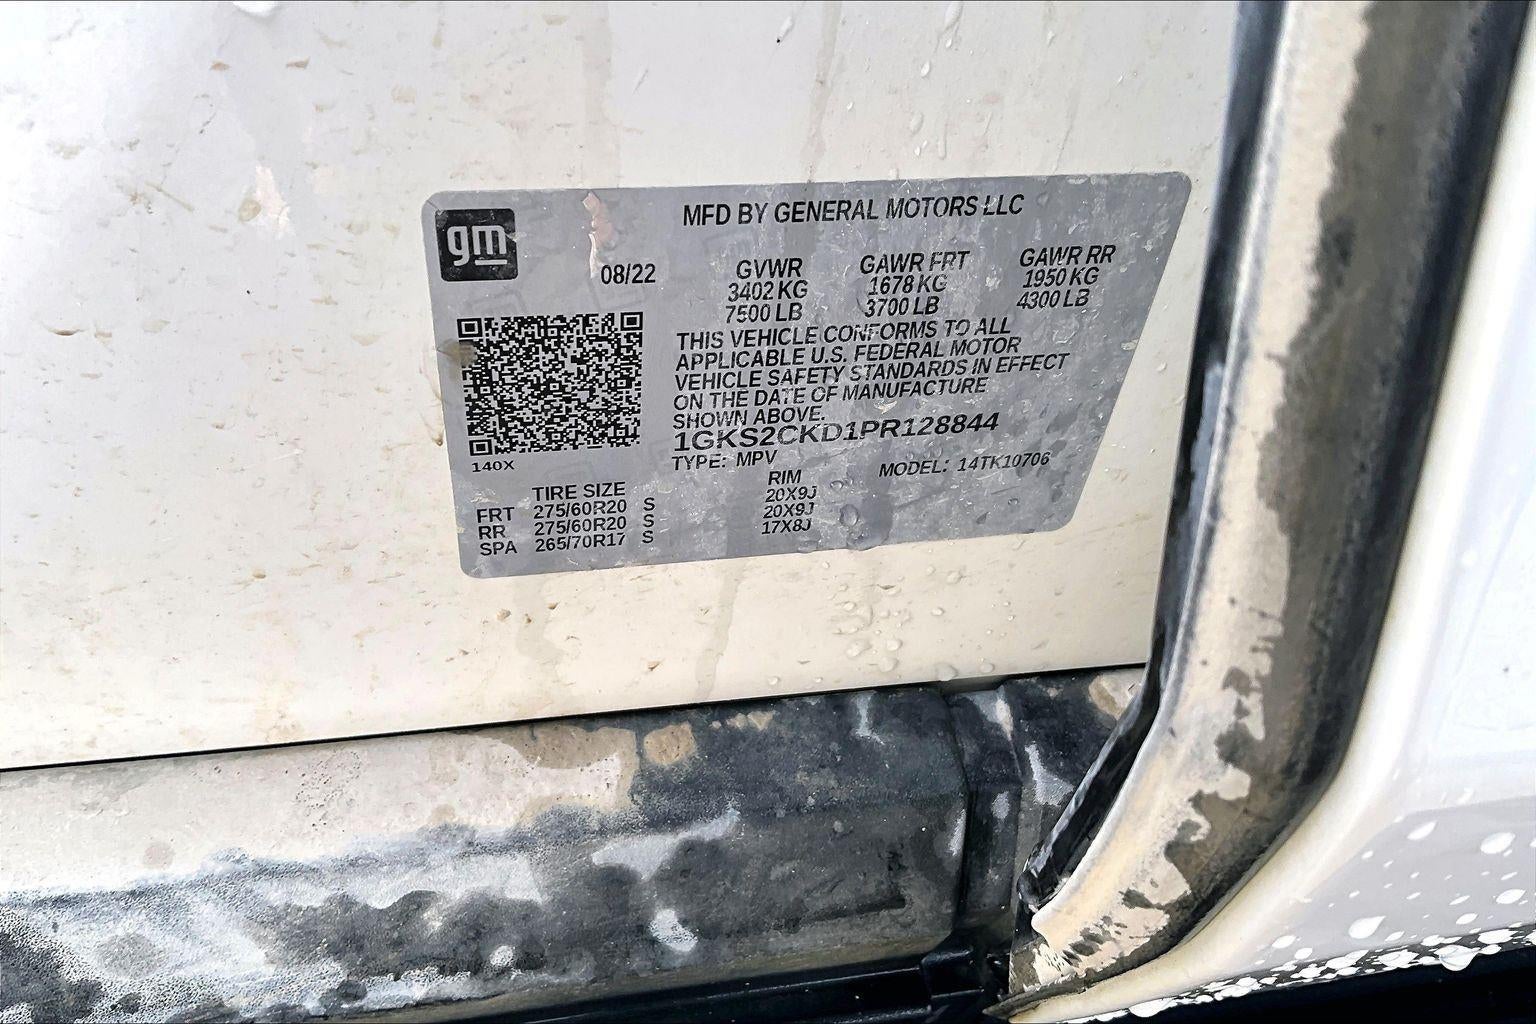 gm
MFD BY GENERAL MOTORS LLC
08/22
GVWR GAWR FRT GAWR RR
3402 KG 1678 KG 1950 KG
7500 LB 3700 LB 4300 LB
THIS VEHICLE CONFORMS TO ALL
APPLICABLE U.S. FEDERAL MOTOR
VEHICLE SAFETY STANDARDS IN EFFECT
ON THE DATE OF MANUFACTURE
SHOWN ABOVE.
1GKS2CKD1PR128844
TYPE: MPV MODEL: 14TK10706
140X
TIRE SIZE RIM
FRT 275/60R20 S 20X9J
RR 275/60R20 S 20X9J
SPA 265/70R17 S 17X8J